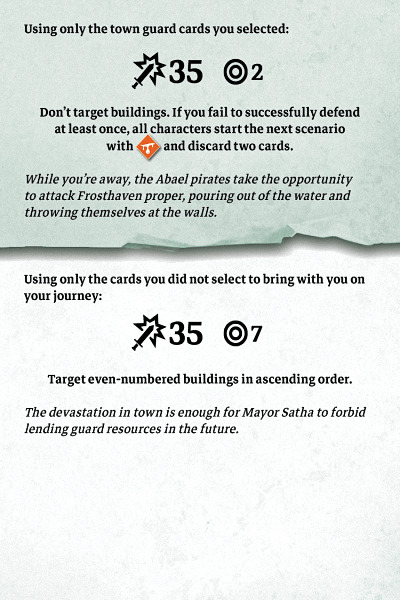 Using only the town guard cards you selected:
35 2
Don't target buildings. If you fail to successfully defend
at least once, all characters start the next scenario
with and discard two cards.
While you're away, the Abael pirates take the opportunity
to attack Frosthaven proper, pouring out of the water and
throwing themselves at the walls.
Using only the cards you did not select to bring with you on
your journey:
35 7
Target even-numbered buildings in ascending order.
The devastation in town is enough for Mayor Satha to forbid
lending guard resources in the future.